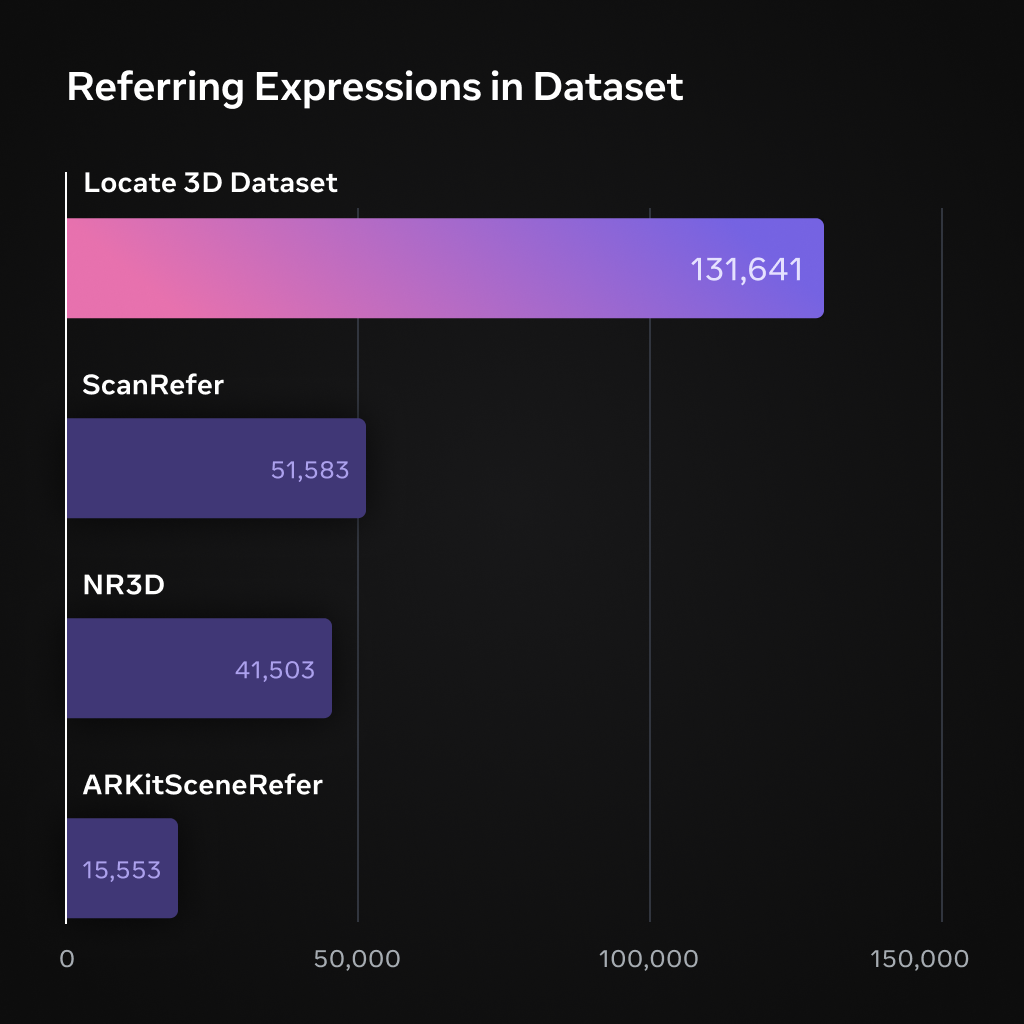 Referring Expressions in Dataset
Locate 3D Dataset
131,641
ScanRefer
51,583
NR3D
41,503
ARKitSceneRefer
15,553
0 50,000 100,000 150,000